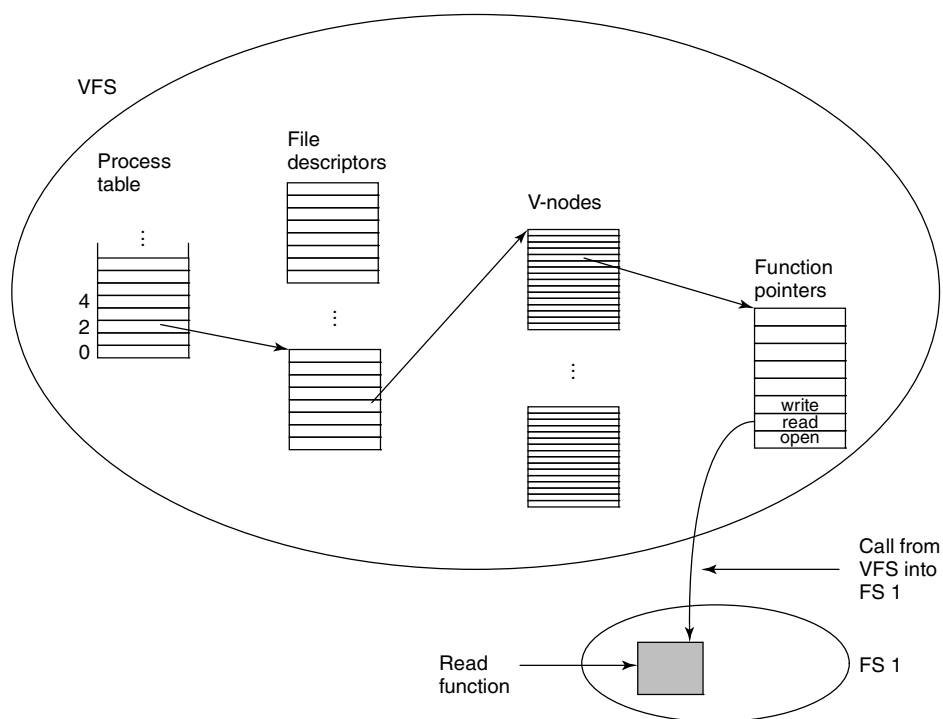 VFS
Process
table
⋮
4
2
0
File
descriptors
⋮
V-nodes
⋮
Function
pointers
write
read
open
Call from
VFS into
FS 1
Read
function
FS 1